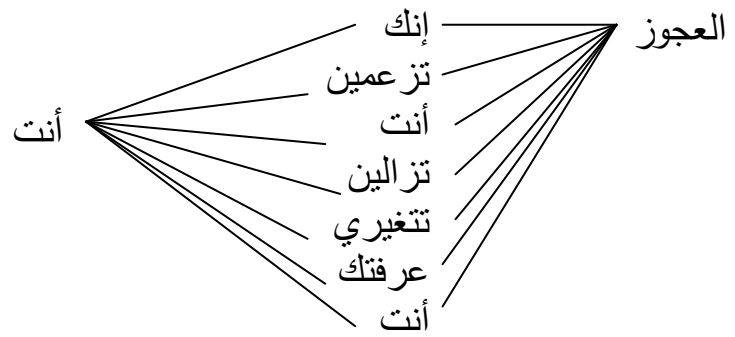 العجوز
إنك
تزعمين
أنت
تزالين
تتغيري
عرفتك
أنت
أنت